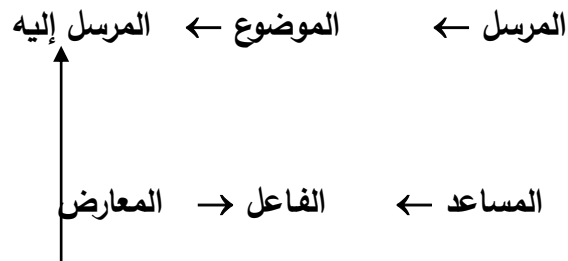 المرسل ← الموضوع ← المرسل إليه
المساعد ← الفاعل → المعارض